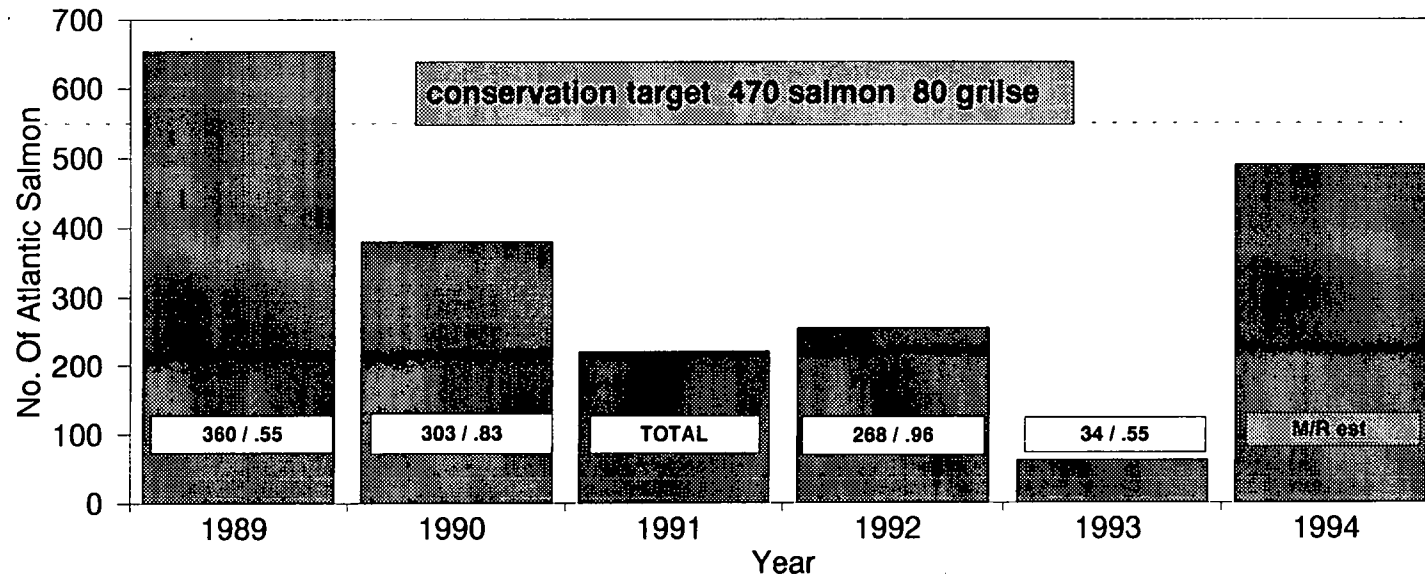 700
600
500
400
300
200
100
0
No. Of Atlantic Salmon
conservation target 470 salmon 80 grilse
360 / .55
303 / .83
TOTAL
268 / .96
34 / .55
M/R est
1989 1990 1991 1992 1993 1994
Year